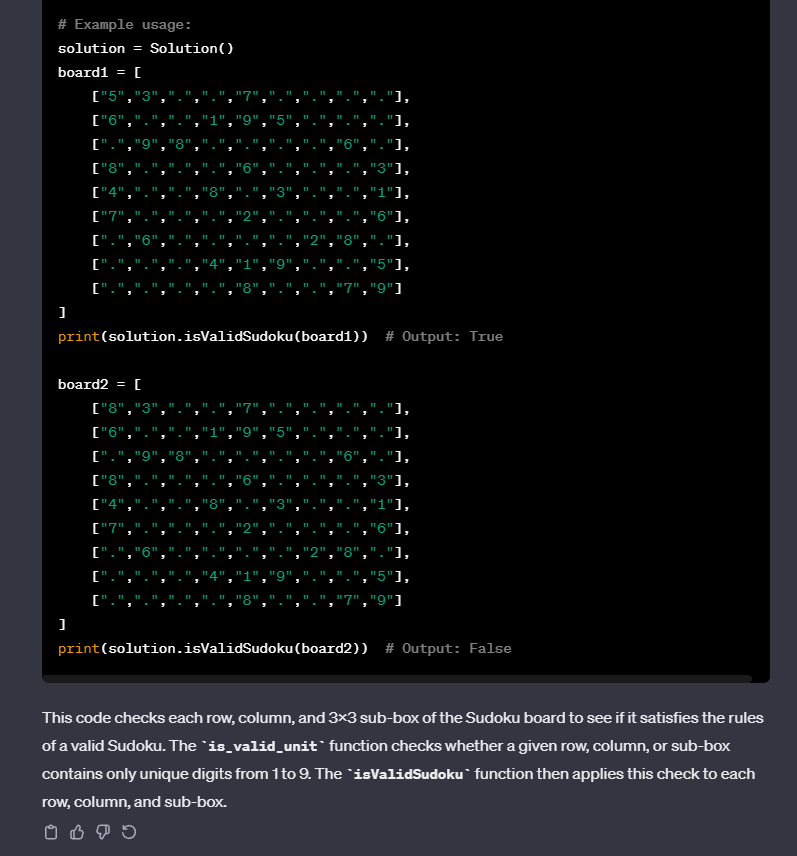 # Example usage:
solution = Solution()
board1 = [
    ["5","3",".",".","7",".",".",".","."],
    ["6",".",".","1","9","5",".",".","."],
    [".","9","8",".",".",".",".","6","."],
    ["8",".",".",".","6",".",".",".","3"],
    ["4",".",".","8",".","3",".",".","1"],
    ["7",".",".",".","2",".",".",".","6"],
    [".","6",".",".",".",".","2","8","."],
    [".",".",".","4","1","9",".",".","5"],
    [".",".",".",".","8",".",".","7","9"]
]
print(solution.isValidSudoku(board1))  # Output: True

board2 = [
    ["8","3",".",".","7",".",".",".","."],
    ["6",".",".","1","9","5",".",".","."],
    [".","9","8",".",".",".",".","6","."],
    ["8",".",".",".","6",".",".",".","3"],
    ["4",".",".","8",".","3",".",".","1"],
    ["7",".",".",".","2",".",".",".","6"],
    [".","6",".",".",".",".","2","8","."],
    [".",".",".","4","1","9",".",".","5"],
    [".",".",".",".","8",".",".","7","9"]
]
print(solution.isValidSudoku(board2))  # Output: False

This code checks each row, column, and 3×3 sub-box of the Sudoku board to see if it satisfies the rules
of a valid Sudoku. The `is_valid_unit` function checks whether a given row, column, or sub-box
contains only unique digits from 1 to 9. The `isValidSudoku` function then applies this check to each
row, column, and sub-box.